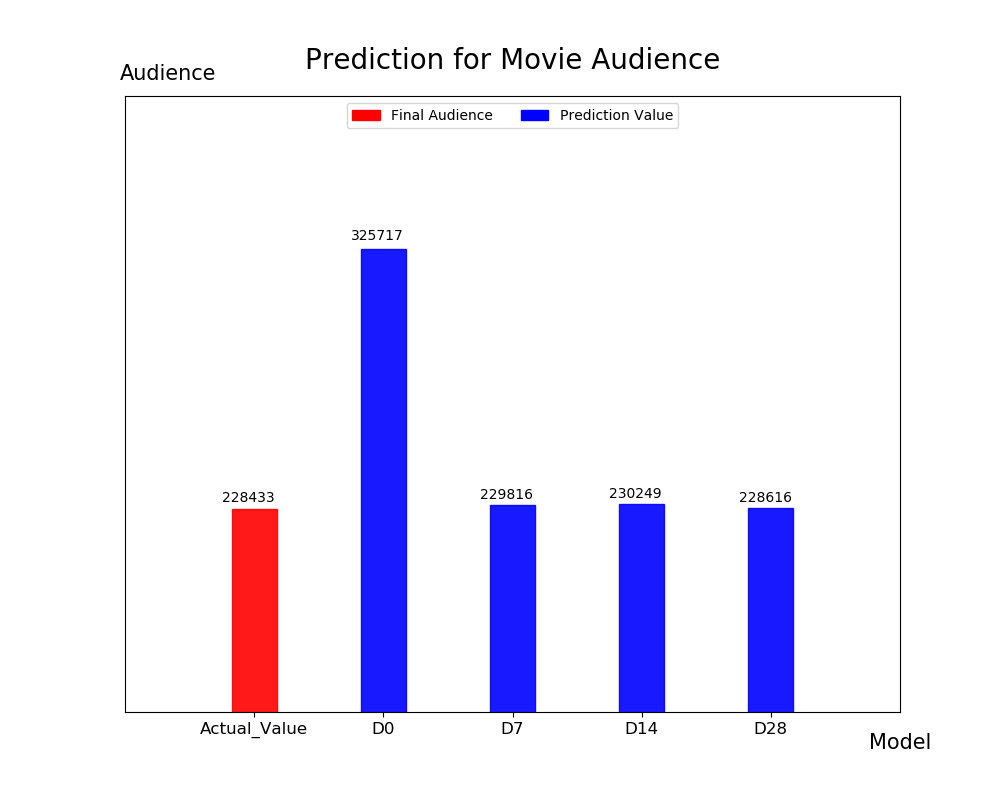 Prediction for Movie Audience
Audience
Final Audience
Prediction Value
325717
228433
229816
230249
228616
Actual_Value
D0
D7
D14
D28
Model